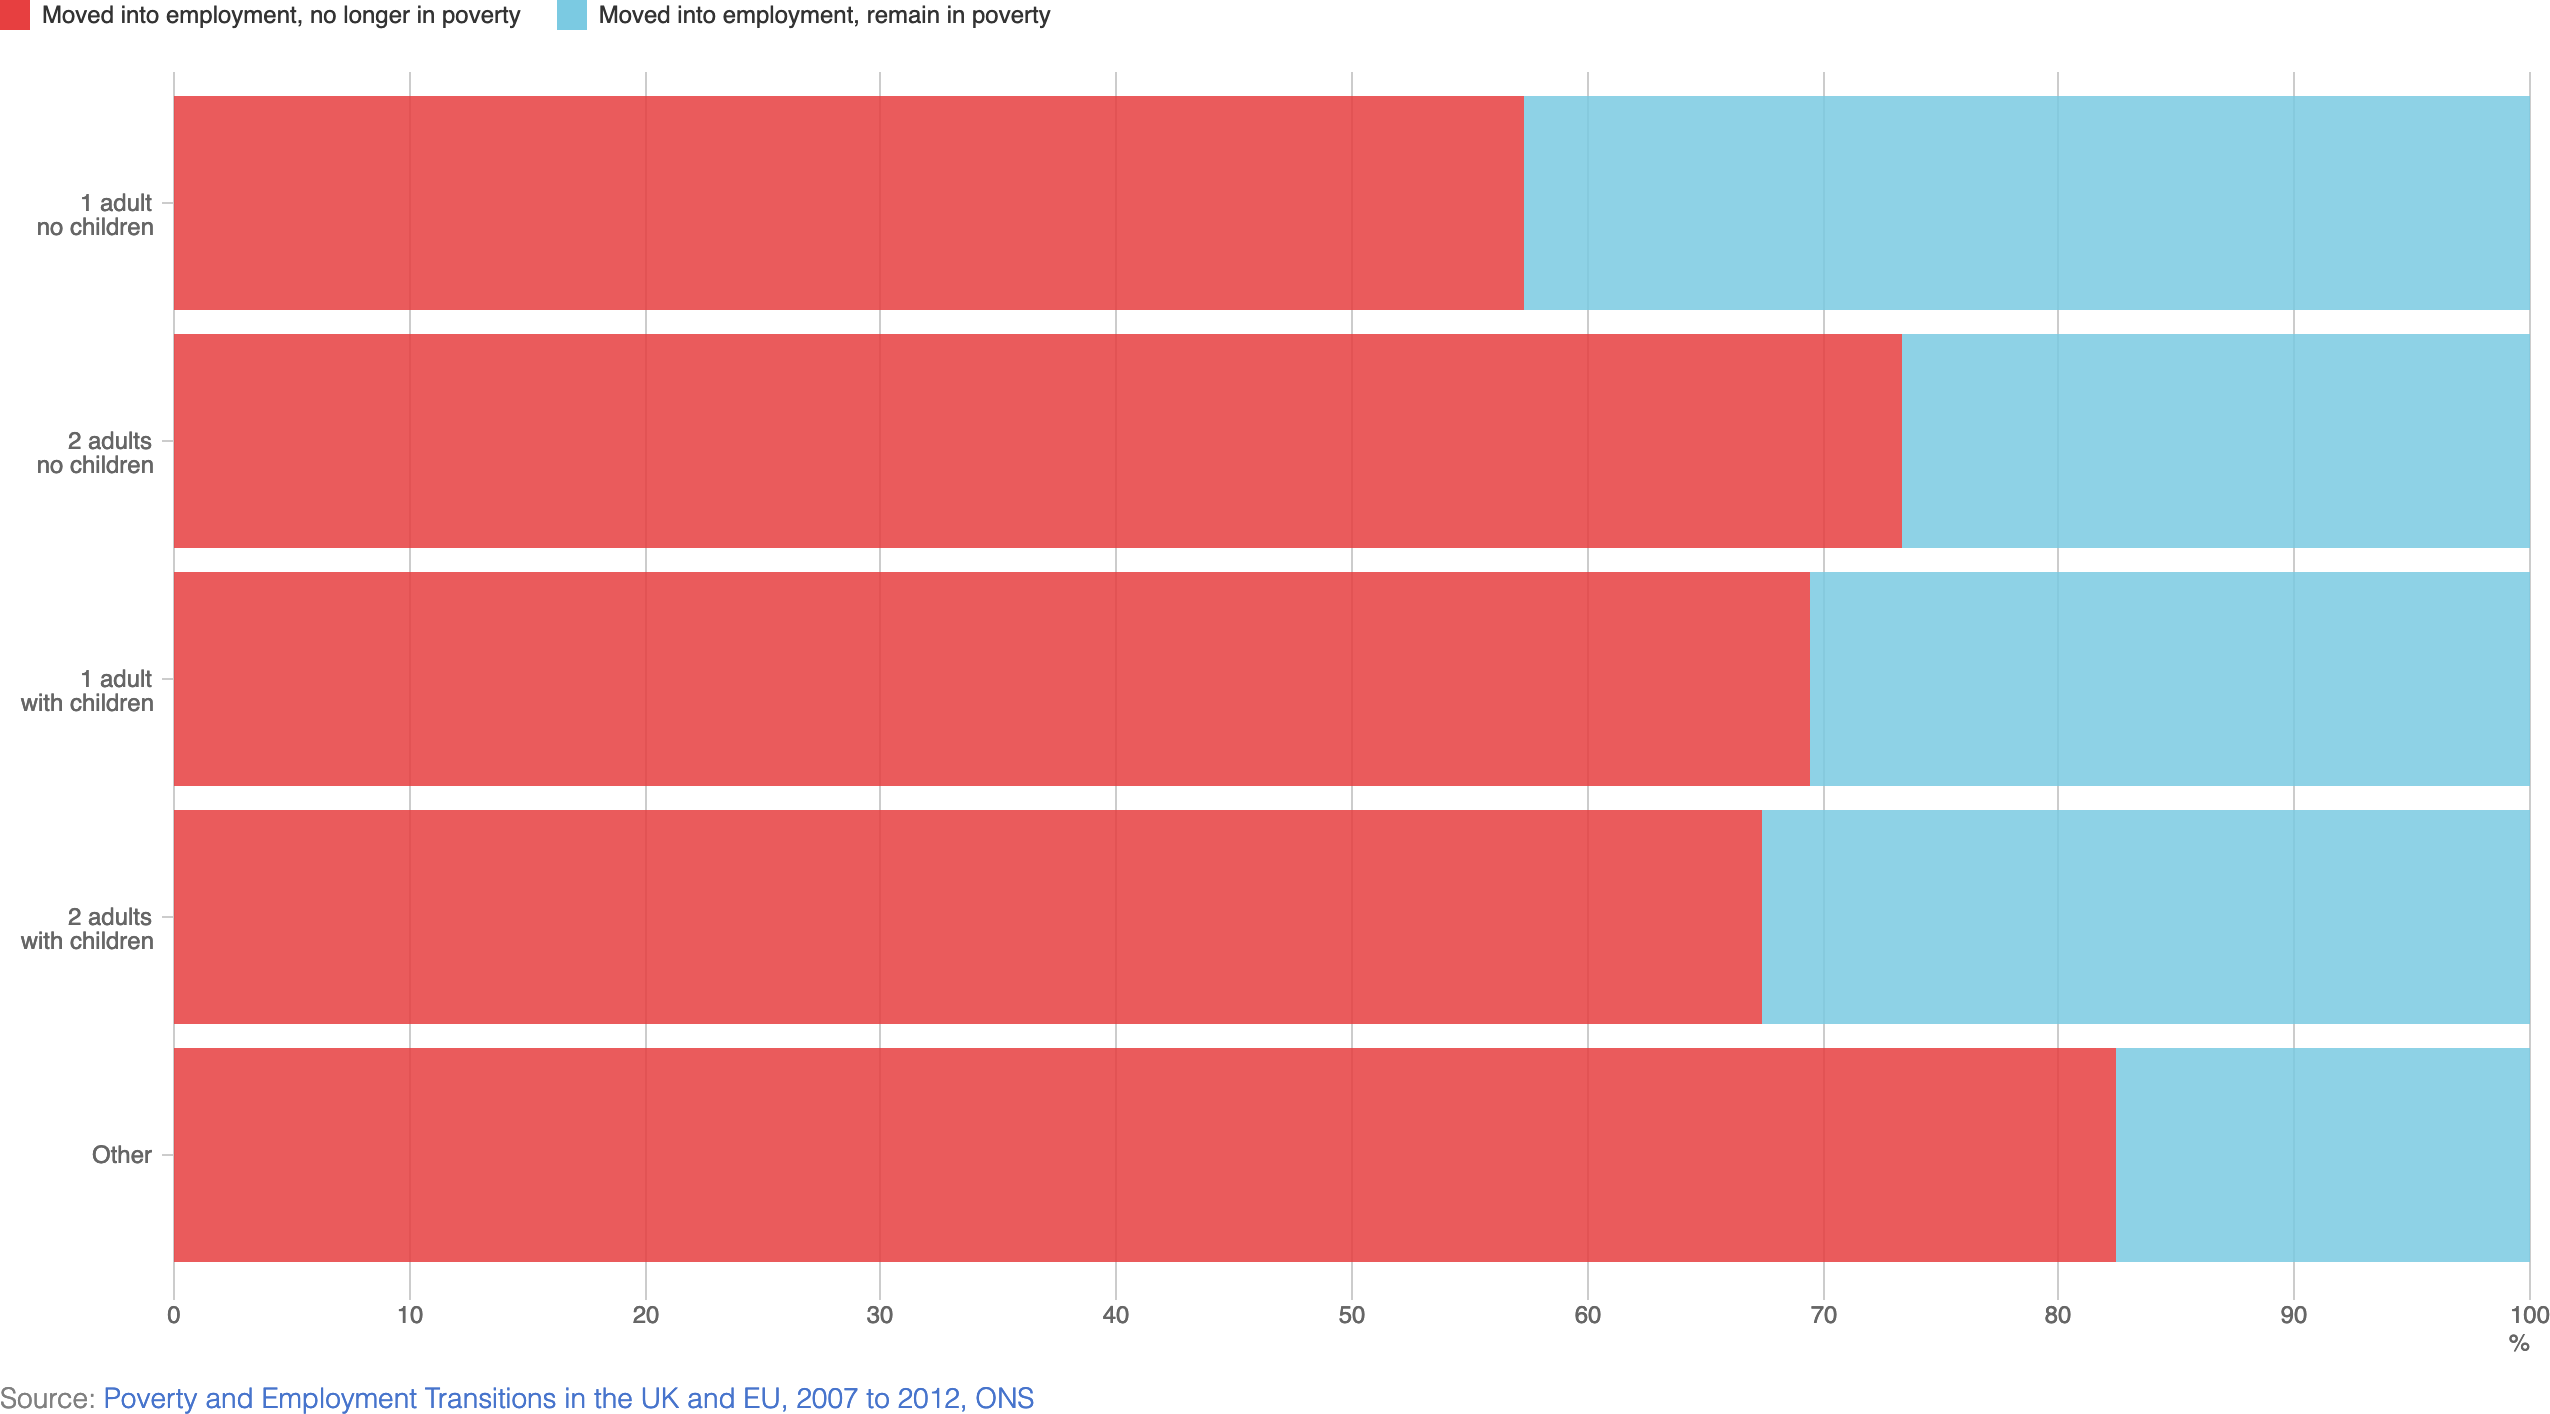 Moved into employment, no longer in poverty
Moved into employment, remain in poverty
1 adult
no children
2 adults
no children
1 adult
with children
2 adults
with children
Other
0 10 20 30 40 50 60 70 80 90 100
%
Source: Poverty and Employment Transitions in the UK and EU, 2007 to 2012, ONS